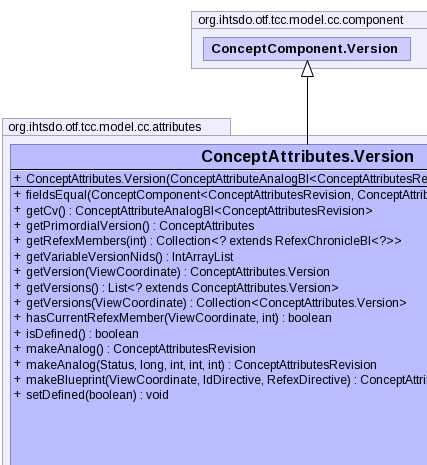 org.ihtsdo.otf.tcc.model.cc.component
ConceptComponent.Version
org.ihtsdo.otf.tcc.model.cc.attributes
ConceptAttributes.Version
+ ConceptAttributes.Version(ConceptAttributeAnalogBI<ConceptAttributesRe
+ fieldsEqual(ConceptComponent<ConceptAttributesRevision, ConceptAttrib
+ getCv() : ConceptAttributeAnalogBI<ConceptAttributesRevision>
+ getPrimordialVersion() : ConceptAttributes
+ getRefexMembers(int) : Collection<? extends RefexChronicleBI<?>>
+ getVariableVersionNids() : IntArrayList
+ getVersion(ViewCoordinate) : ConceptAttributes.Version
+ getVersions() : List<? extends ConceptAttributes.Version>
+ getVersions(ViewCoordinate) : Collection<ConceptAttributes.Version>
+ hasCurrentRefexMember(ViewCoordinate, int) : boolean
+ isDefined() : boolean
+ makeAnalog() : ConceptAttributesRevision
+ makeAnalog(Status, long, int, int, int) : ConceptAttributesRevision
+ makeBlueprint(ViewCoordinate, IdDirective, RefexDirective) : ConceptAttri
+ setDefined(boolean) : void